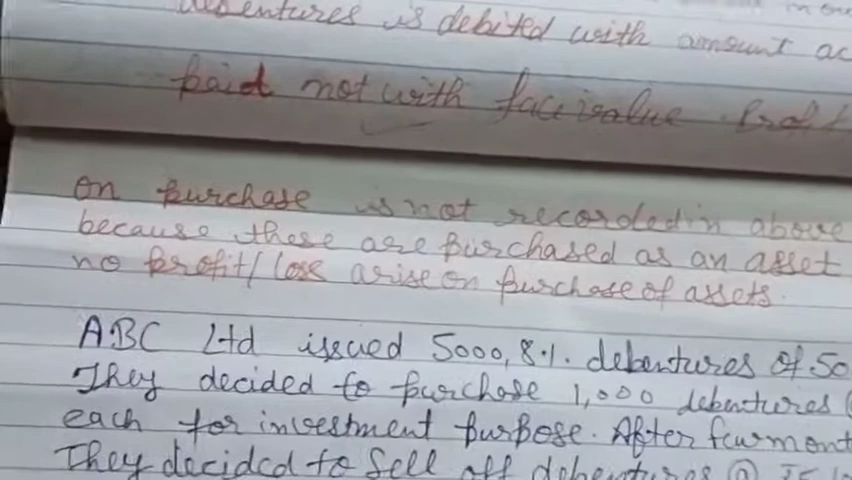 debentures is debited with amount ac
paid not with face value. Profit
on purchase is not recorded in above
because these are purchased as an asset
no profit/loss arise on purchase of assets.
ABC Ltd issued 5000, 8%. debentures of 50
They decided to purchase 1,000 debentures @
each for investment purpose. After few mont
They decided to sell off debentures @